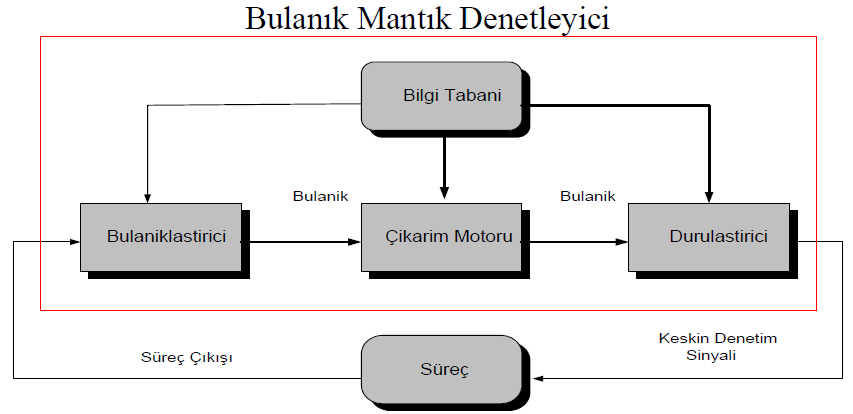 Bulanık Mantık Denetleyici
Bilgi Tabani
Bulanik
Bulanik
Bulaniklastirici
Çikarim Motoru
Durulastirici
Keskin Denetim
Sinyali
Süreç Çıkışı
Süreç